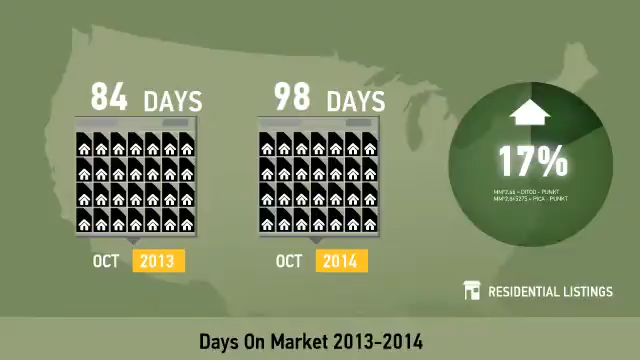 84 DAYS
98 DAYS
17%
OCT 2013
OCT 2014
RESIDENTIAL LISTINGS
Days On Market 2013-2014